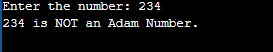 Enter the number: 234
234 is NOT an Adam Number.